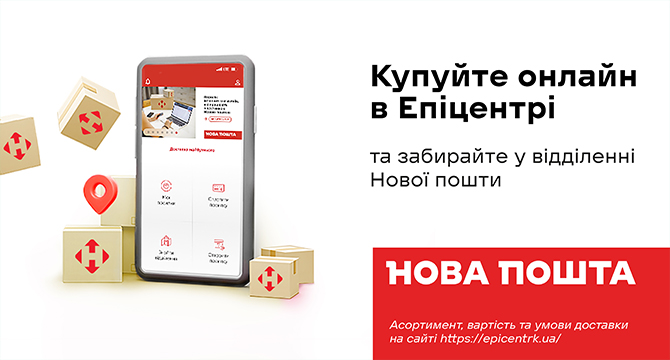 Купуйте онлайн
в Епіцентрі
та забирайте у відділенні
Нової пошти
НОВА ПОШТА
Асортимент, вартість та умови доставки
на сайті https://epicentrk.ua/
НОВА ПОШТА
Доставка майбутнього